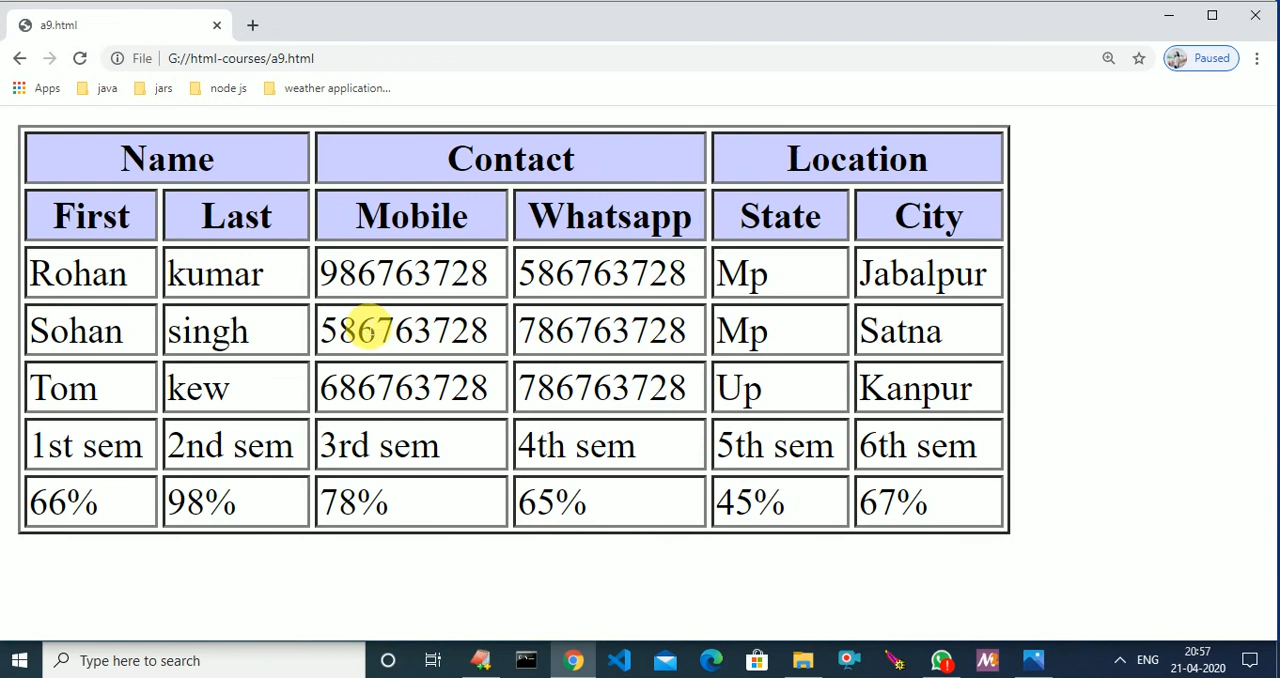 a9.html
File G://html-courses/a9.html Paused
Apps java jars node js weather application...
Name Contact Location
First Last Mobile Whatsapp State City
Rohan kumar 986763728 586763728 Mp Jabalpur
Sohan singh 586763728 786763728 Mp Satna
Tom kew 686763728 786763728 Up Kanpur
1st sem 2nd sem 3rd sem 4th sem 5th sem 6th sem
66% 98% 78% 65% 45% 67%
Type here to search ENG 20:57
21-04-2020